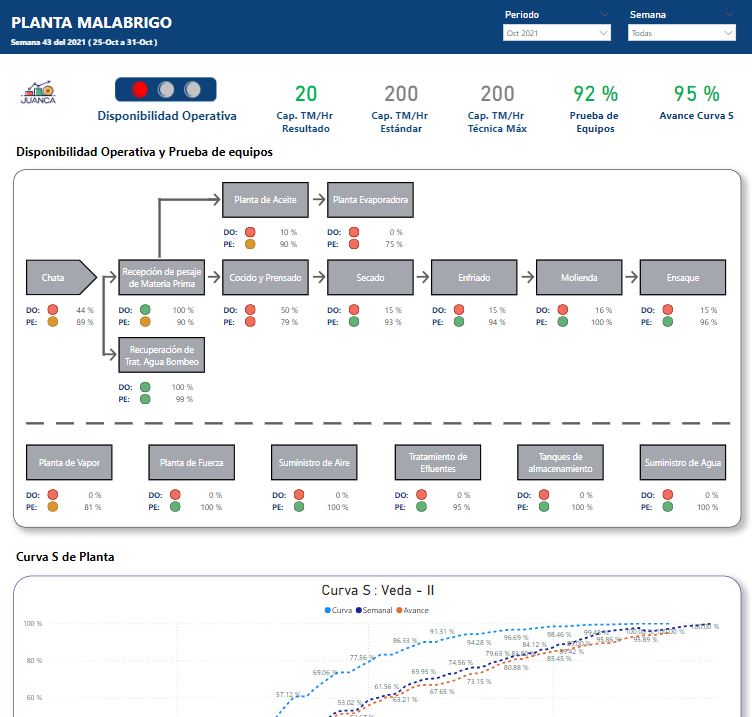 PLANTA MALABRIGO
Semana 43 del 2021 ( 25-Oct a 31-Oct )
Periodo
Semana
Oct 2021
Todas
JUANCA
Disponibilidad Operativa
20
Cap. TM/Hr
Resultado
200
Cap. TM/Hr
Estándar
200
Cap. TM/Hr
Técnica Máx
92 %
Prueba de
Equipos
95 %
Avance Curva S
Disponibilidad Operativa y Prueba de equipos
Planta de Aceite
DO: 10 %
PE: 90 %
Planta Evaporadora
DO: 0 %
PE: 75 %
Chata
DO: 44 %
PE: 89 %
Recepción de pesaje
de Materia Prima
DO: 100 %
PE: 90 %
Cocido y Prensado
DO: 50 %
PE: 79 %
Secado
DO: 15 %
PE: 93 %
Enfriado
DO: 15 %
PE: 94 %
Molienda
DO: 16 %
PE: 100 %
Ensaque
DO: 15 %
PE: 96 %
Recuperación de
Trat. Agua Bombeo
DO: 100 %
PE: 99 %
Planta de Vapor
DO: 0 %
PE: 81 %
Planta de Fuerza
DO: 0 %
PE: 100 %
Suministro de Aire
DO: 0 %
PE: 100 %
Tratamiento de
Efluentes
DO: 0 %
PE: 95 %
Tanques de
almacenamiento
DO: 0 %
PE: 100 %
Suministro de Agua
DO: 0 %
PE: 100 %
Curva S de Planta
Curva S : Veda - II
Curva Semanal Avance
100 %
80 %
60 %
57.12 %
69.06 %
77.56 %
86.33 %
91.31 %
94.28 %
96.69 %
98.46 %
53.02 %
61.56 %
69.93 %
74.56 %
79.63 %
84.12 %
63.21 %
67.65 %
73.15 %
80.88 %
85.45 %
95.86 %
95.89 %
100.00 %